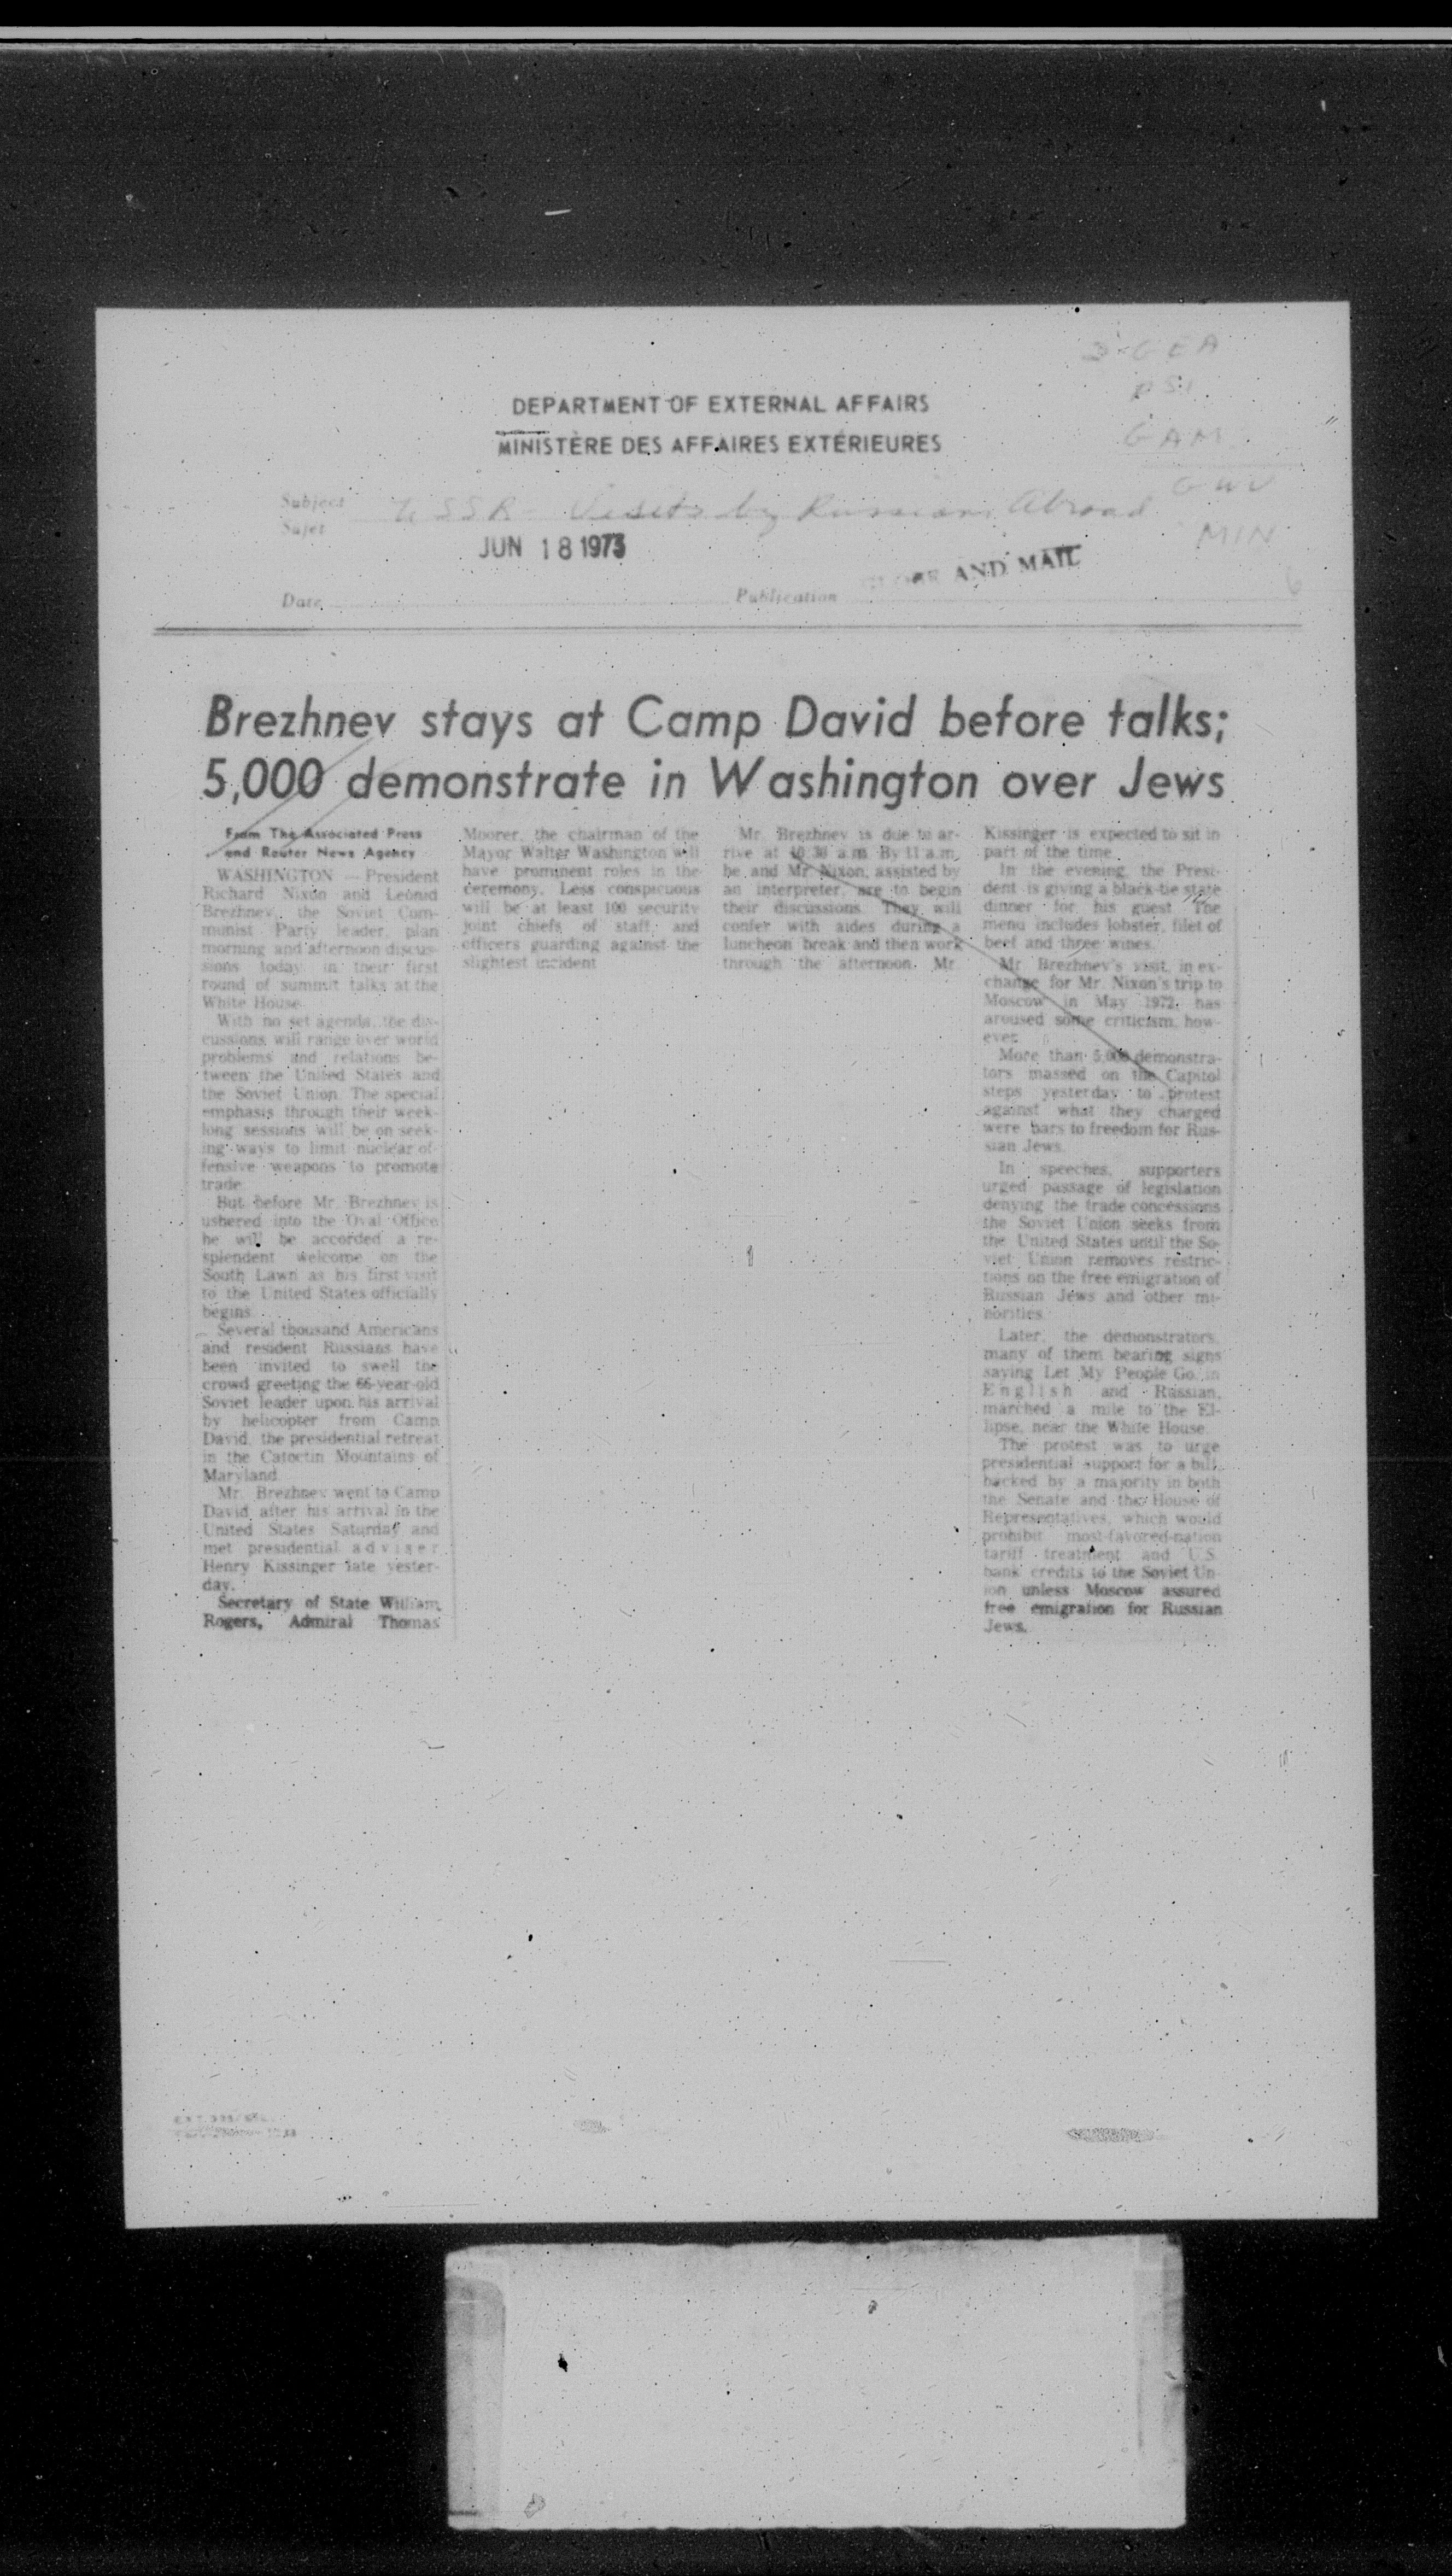 GEA
GAM
DEPARTMENT OF EXTERNAL AFFAIRS
MINISTÈRE DES AFFAIRES EXTÉRIEURES
Subject
Sujet
USSR - Visits by Russians Abroad
MIN
JUN 18 1973
AND MAIL
Date
Publication
Brezhnev stays at Camp David before talks;
5,000 demonstrate in Washington over Jews
From The Associated Press
and Reuter News Agency
WASHINGTON — President
Richard Nixon and Leonid
Brezhnev, the Soviet Com-
munist Party leader, plan
morning and afternoon discus-
sions today in their first
round of summit talks at the
White House.
With no set agenda, the dis-
cussions will range over world
problems and relations be-
tween the United States and
the Soviet Union. The special
emphasis through their week-
long sessions will be on seek-
ing ways to limit nuclear of-
fensive weapons to promote
trade.
But before Mr. Brezhnev is
ushered into the Oval Office
he will be accorded a re-
splendent welcome on the
South Lawn as his first visit
to the United States officially
begins.
Several thousand Americans
and resident Russians have
been invited to swell the
crowd greeting the 66-year-old
Soviet leader upon his arrival
by helicopter from Camp
David, the presidential retreat
in the Catoctin Mountains of
Maryland.
Mr. Brezhnev went to Camp
David after his arrival in the
United States Saturday and
met presidential adviser
Henry Kissinger late yester-
day.
Secretary of State William
Rogers, Admiral Thomas
Moorer, the chairman of the
Mayor Walter Washington will
have prominent roles in the
ceremony. Less conspicuous
will be at least 100 security
joint chiefs of staff, and
officers guarding against the
slightest incident.
Mr. Brezhnev is due to ar-
rive at 10:30 a.m. By 11 a.m.
he and Mr. Nixon, assisted by
an interpreter, are to begin
their discussions. They will
confer with aides during a
luncheon break and then work
through the afternoon. Mr.
Kissinger is expected to sit in
part of the time.
In the evening, the Presi-
dent is giving a black-tie state
dinner for his guest. The
menu includes lobster, filet of
beef and three wines.
Mr. Brezhnev's visit, in ex-
change for Mr. Nixon's trip to
Moscow in May 1972, has
aroused some criticism, how-
ever.
More than 5,000 demonstra-
tors massed on the Capitol
steps yesterday to protest
against what they charged
were bars to freedom for Rus-
sian Jews.
In speeches, supporters
urged passage of legislation
denying the trade concessions
the Soviet Union seeks from
the United States until the So-
viet Union removes restric-
tions on the free emigration of
Russian Jews and other mi-
norities.
Later, the demonstrators,
many of them bearing signs
saying Let My People Go, in
English and Russian,
marched a mile to the El-
lipse, near the White House.
The protest was to urge
presidential support for a bill,
backed by a majority in both
the Senate and the House of
Representatives, which would
prohibit most-favored-nation
tariff treatment and U.S.
bank credits to the Soviet Un-
ion unless Moscow assured
free emigration for Russian
Jews.